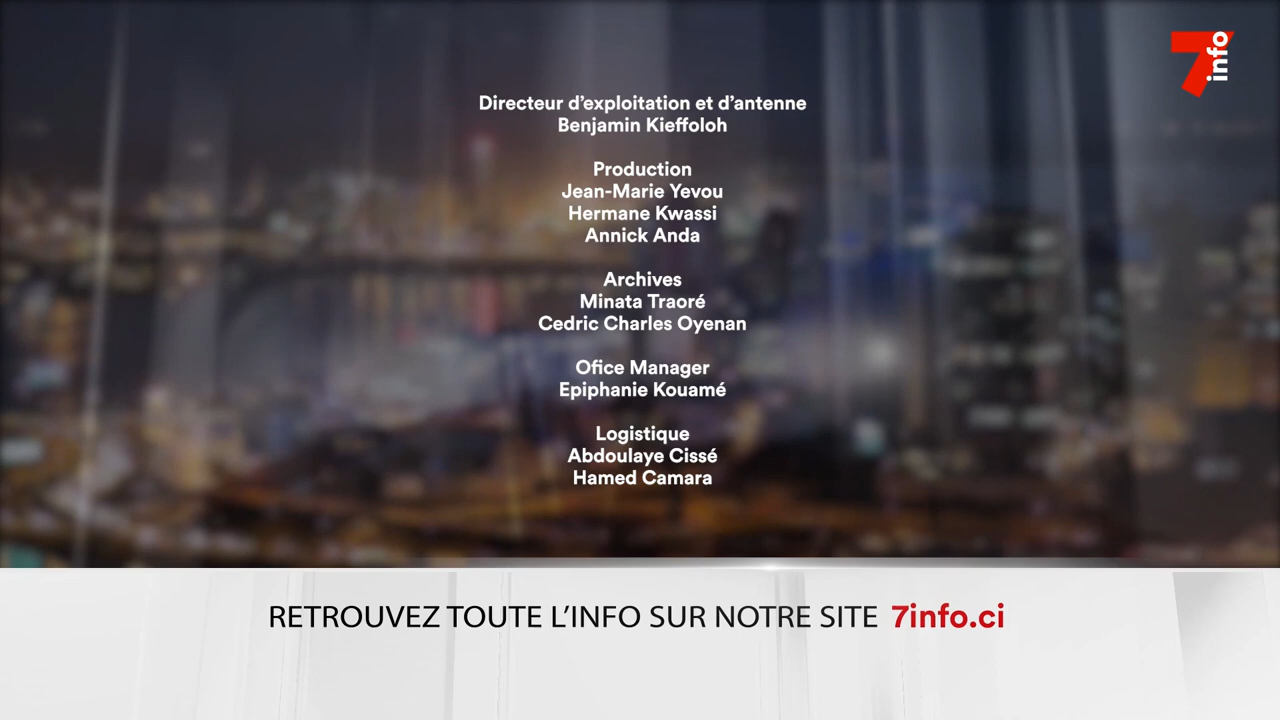 7info
Directeur d’exploitation et d’antenne
Benjamin Kieffoloh
Production
Jean-Marie Yevou
Hermane Kwassi
Annick Anda
Archives
Minata Traoré
Cedric Charles Oyenan
Ofice Manager
Epiphanie Kouamé
Logistique
Abdoulaye Cissé
Hamed Camara
RETROUVEZ TOUTE L’INFO SUR NOTRE SITE 7info.ci